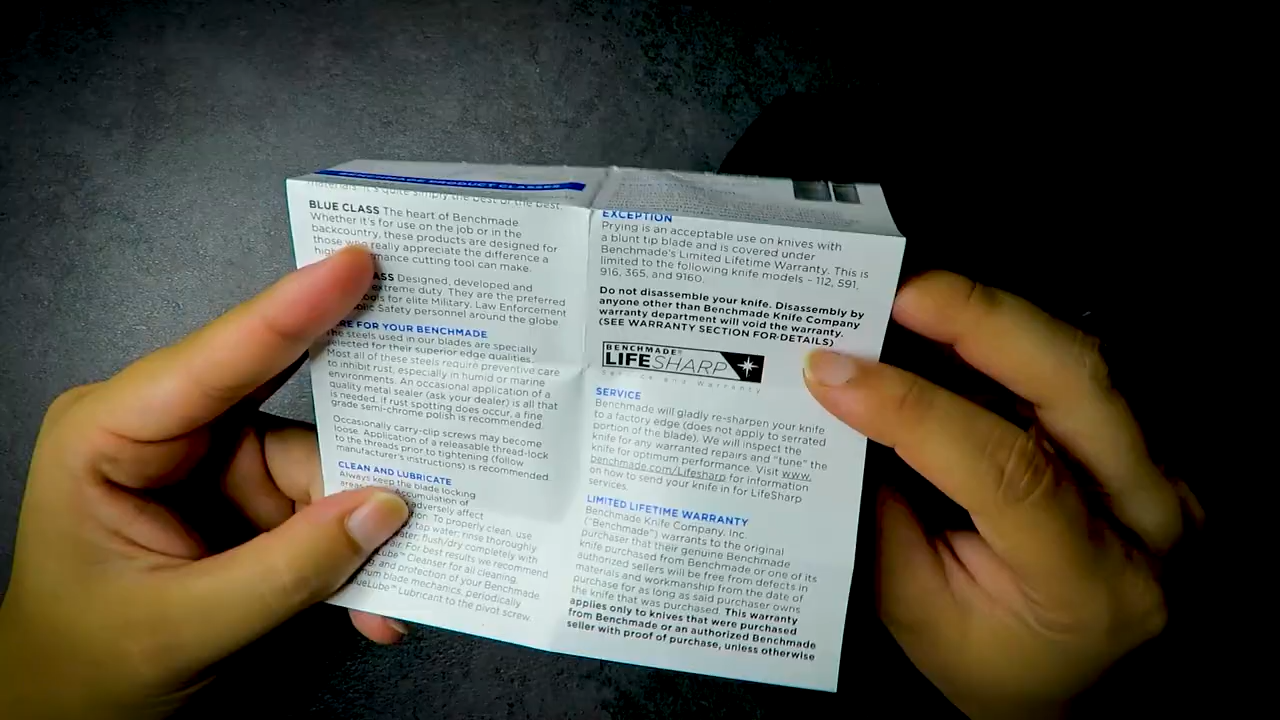 BENCHMADE PRODUCT CLASSES
materials. It's quite simply the best of the best.
BLUE CLASS The heart of Benchmade.
Whether it's for use on the job or in the
backcountry, these products are designed for
those who really appreciate the difference a
mance cutting tool can make.
ASS Designed, developed and
extreme duty. They are the preferred
ools for elite Military, Law Enforcement
Safety personnel around the globe
RE FOR YOUR BENCHMADE
The steels used in our blades are specially
selected for their superior edge qualities.
Most all of these steels require preventive care
to inhibit rust, especially in humid or marine
environments. An occasional application of a
quality metal sealer (ask your dealer) is all that
is needed. If rust spotting does occur, a fine
grade semi-chrome polish is recommended.
Occasionally carry-clip screws may become
loose. Application of a releasable thread-lock
to the threads prior to tightening (follow
manufacturer's instructions) is recommended
CLEAN AND LUBRICATE
Always keep the blade locking
Accumulation of
adversely affect
To properly clean, use
tap water, rinse thoroughly
water, flush/dry completely with
air. For best results we recommend
Lube™ Cleanser for all cleaning.
and protection of your Benchmade
mum blade mechanics, periodically
BlueLube™ Lubricant to the pivot screw.
EXCEPTION
Prying is an acceptable use on knives with
a blunt tip blade and is covered under
Benchmade's Limited Lifetime Warranty. This is
limited to the following knife models - 112, 591,
916, 365, and 9160.
Do not disassemble your knife. Disassembly by
anyone other than Benchmade Knife Company
warranty department will void the warranty.
(SEE WARRANTY SECTION FOR DETAILS)
BENCHMADE®
LIFESHARP
Service and Warranty
SERVICE
Benchmade will gladly re-sharpen your knife
to a factory edge (does not apply to serrated
portion of the blade). We will inspect the
knife for any warranted repairs and "tune" the
knife for optimum performance. Visit www.
benchmade.com/Lifesharp for information
on how to send your knife in for LifeSharp
services.
LIMITED LIFETIME WARRANTY
Benchmade Knife Company, Inc.
("Benchmade") warrants to the original
purchaser that their genuine Benchmade
knife purchased from Benchmade or one of its
authorized sellers will be free from defects in
materials and workmanship from the date of
purchase for as long as said purchaser owns
the knife that was purchased. This warranty
applies only to knives that were purchased
from Benchmade or an authorized Benchmade
seller with proof of purchase, unless otherwise